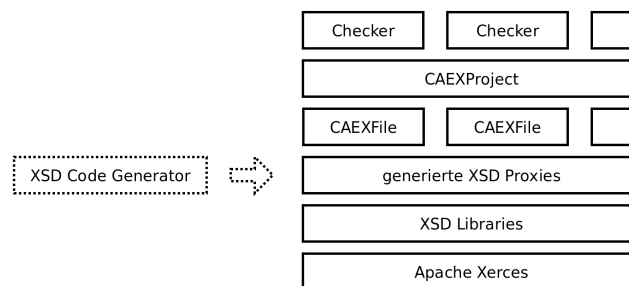 Checker Checker
CAEXProject
CAEXFile CAEXFile
XSD Code Generator generierte XSD Proxies
XSD Libraries
Apache Xerces